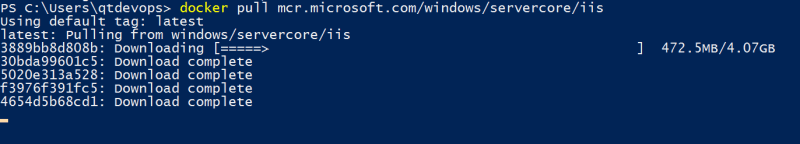 PS C:\Users\qtdevops> docker pull mcr.microsoft.com/windows/servercore/iis
Using default tag: latest
latest: Pulling from windows/servercore/iis
3889bb8d808b: Downloading [=====>                                             ]  472.5MB/4.07GB
30bda99601c5: Download complete
5020e313a528: Download complete
f3976f391fc5: Download complete
4654d5b68cd1: Download complete